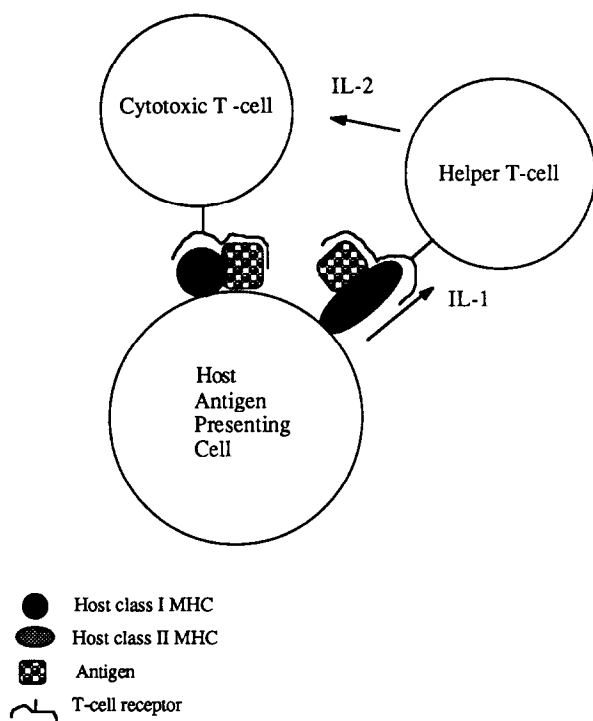 IL-2
Cytotoxic T -cell
Helper T-cell
IL-1
Host
Antigen
Presenting
Cell
Host class I MHC
Host class II MHC
Antigen
T-cell receptor